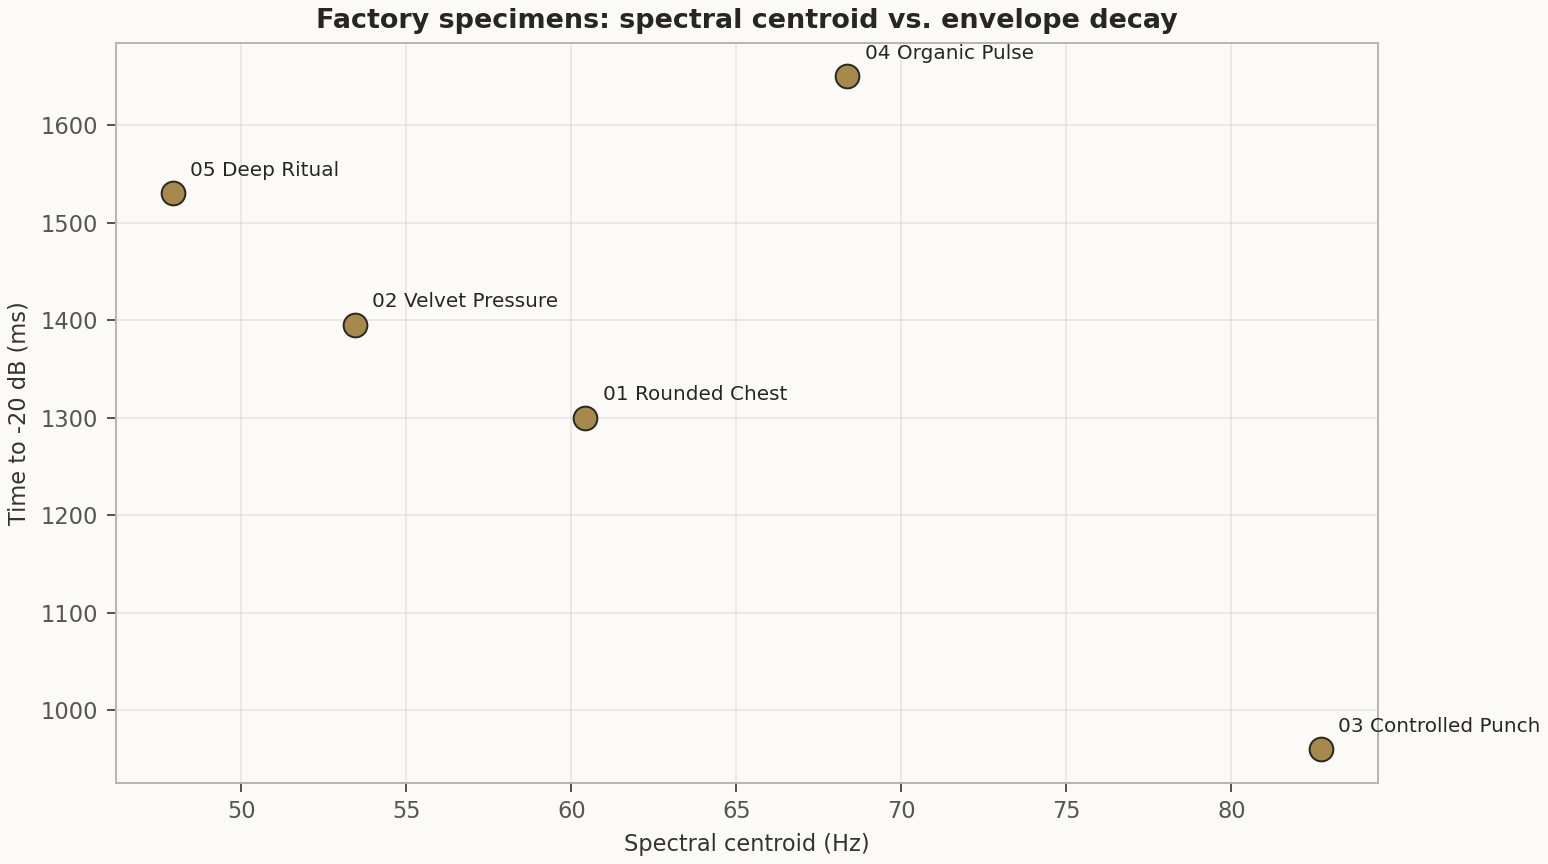 Factory specimens: spectral centroid vs. envelope decay
04 Organic Pulse
1600
05 Deep Ritual
1500
02 Velvet Pressure
1400
01 Rounded Chest
1300
1200
1100
1000
03 Controlled Punch
Time to -20 dB (ms)
50 55 60 65 70 75 80
Spectral centroid (Hz)